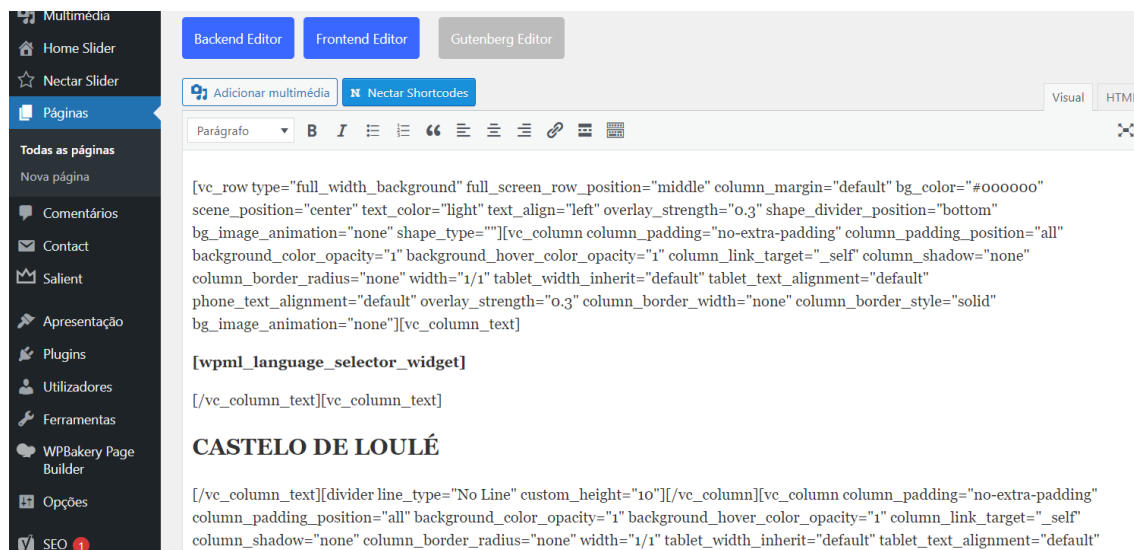 Multimédia
Home Slider
Nectar Slider
Páginas
Todas as páginas
Nova página
Comentários
Contact
Salient
Apresentação
Plugins
Utilizadores
Ferramentas
WPBakery Page
Builder
Opções
SEO 1
Backend Editor Frontend Editor Gutenberg Editor
Adicionar multimédia N Nectar Shortcodes
Visual HTML
Parágrafo B I
[vc_row type="full_width_background" full_screen_row_position="middle" column_margin="default" bg_color="#000000"
scene_position="center" text_color="light" text_align="left" overlay_strength="0.3" shape_divider_position="bottom"
bg_image_animation="none" shape_type=""][vc_column column_padding="no-extra-padding" column_padding_position="all"
background_color_opacity="1" background_hover_color_opacity="1" column_link_target="_self" column_shadow="none"
column_border_radius="none" width="1/1" tablet_width_inherit="default" tablet_text_alignment="default"
phone_text_alignment="default" overlay_strength="0.3" column_border_width="none" column_border_style="solid"
bg_image_animation="none"][vc_column_text]
[wpml_language_selector_widget]
[/vc_column_text][vc_column_text]
CASTELO DE LOULÉ
[/vc_column_text][divider line_type="No Line" custom_height="10"][/vc_column][vc_column column_padding="no-extra-padding"
column_padding_position="all" background_color_opacity="1" background_hover_color_opacity="1" column_link_target="_self"
column_shadow="none" column_border_radius="none" width="1/1" tablet_width_inherit="default" tablet_text_alignment="default"